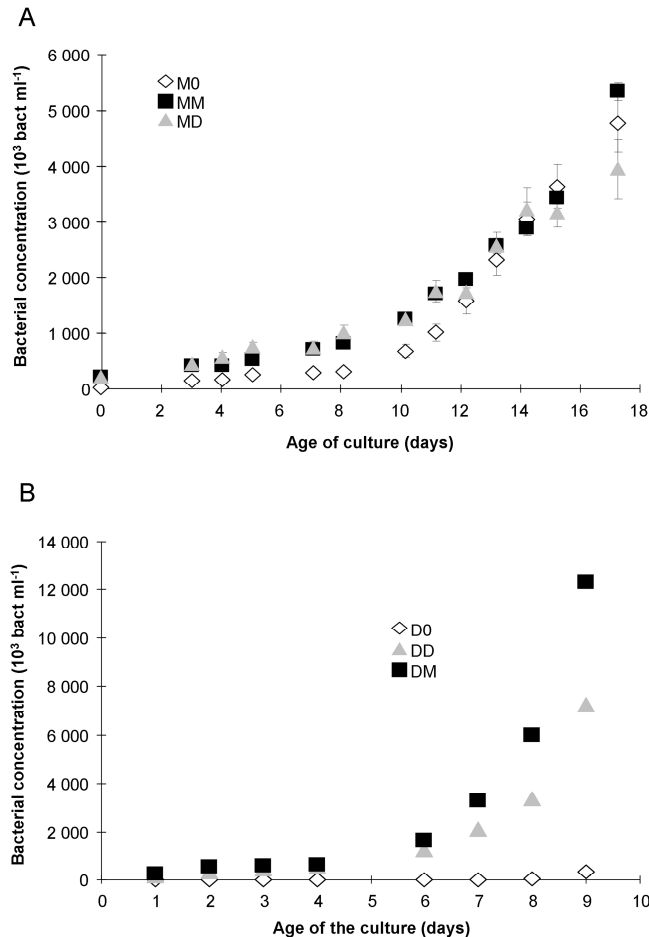 A
Bacterial concentration (10³ bact ml⁻¹)
6 000
5 000
4 000
3 000
2 000
1 000
0
M0
MM
MD
0 2 4 6 8 10 12 14 16 18
Age of culture (days)
B
Bacterial concentration (10³ bact ml⁻¹)
14 000
12 000
10 000
8 000
6 000
4 000
2 000
0
D0
DD
DM
0 1 2 3 4 5 6 7 8 9 10
Age of the culture (days)